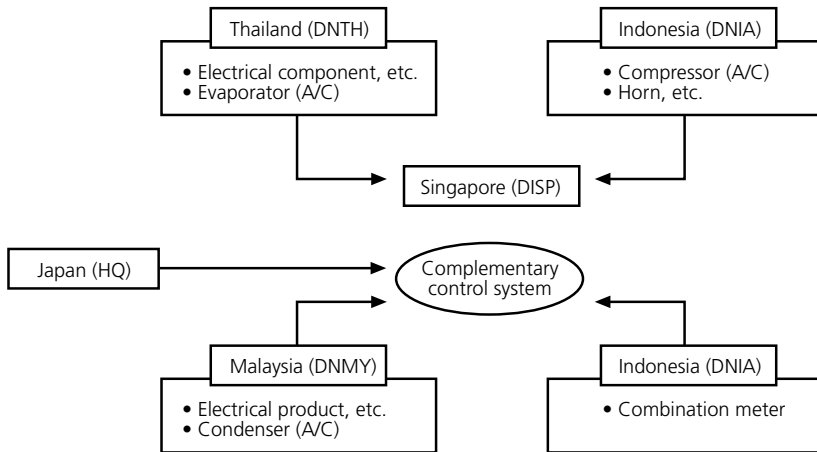 Thailand (DNTH)
• Electrical component, etc.
• Evaporator (A/C)
Indonesia (DNIA)
• Compressor (A/C)
• Horn, etc.
Singapore (DISP)
Japan (HQ)
Complementary
control system
Malaysia (DNMY)
• Electrical product, etc.
• Condenser (A/C)
Indonesia (DNIA)
• Combination meter